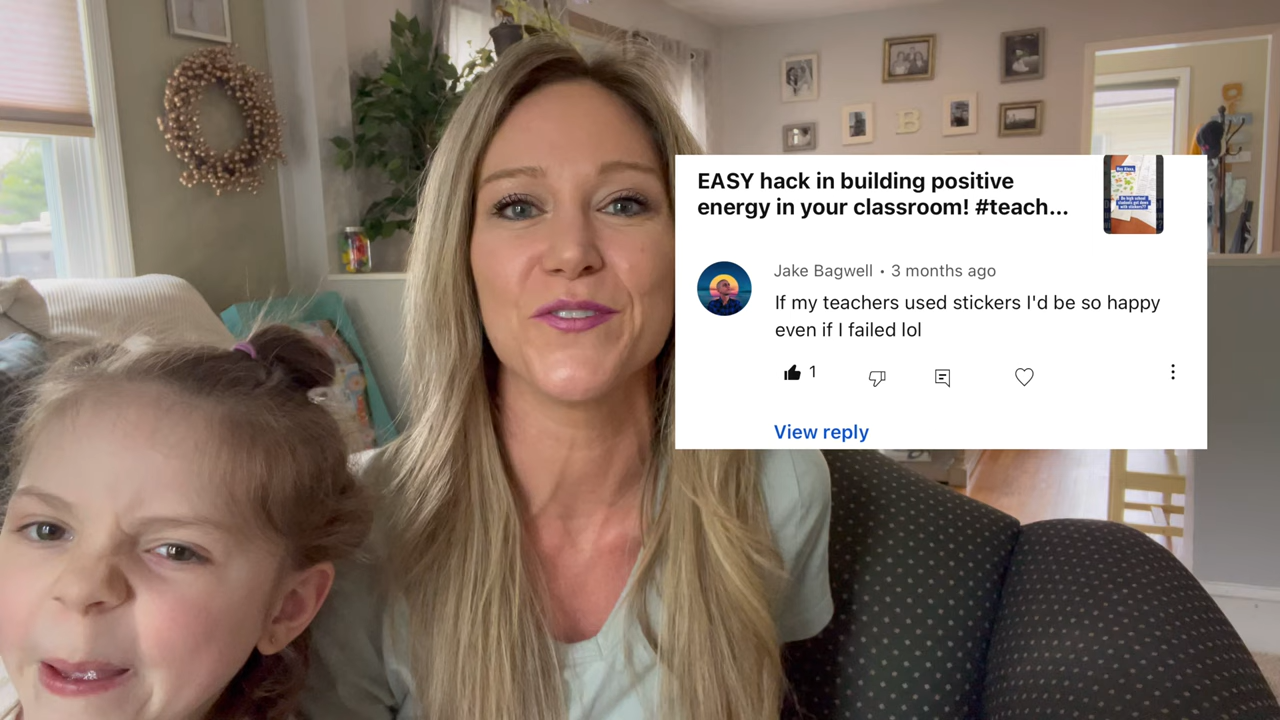 EASY hack in building positive
energy in your classroom! #teach...
Jake Bagwell • 3 months ago
If my teachers used stickers I'd be so happy
even if I failed lol
1
View reply
B